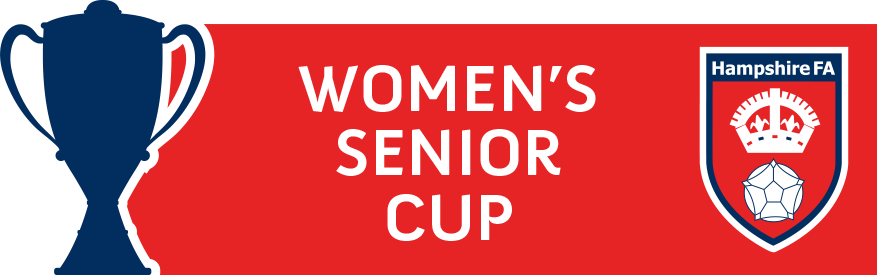 WOMEN'S
SENIOR
CUP
Hampshire FA